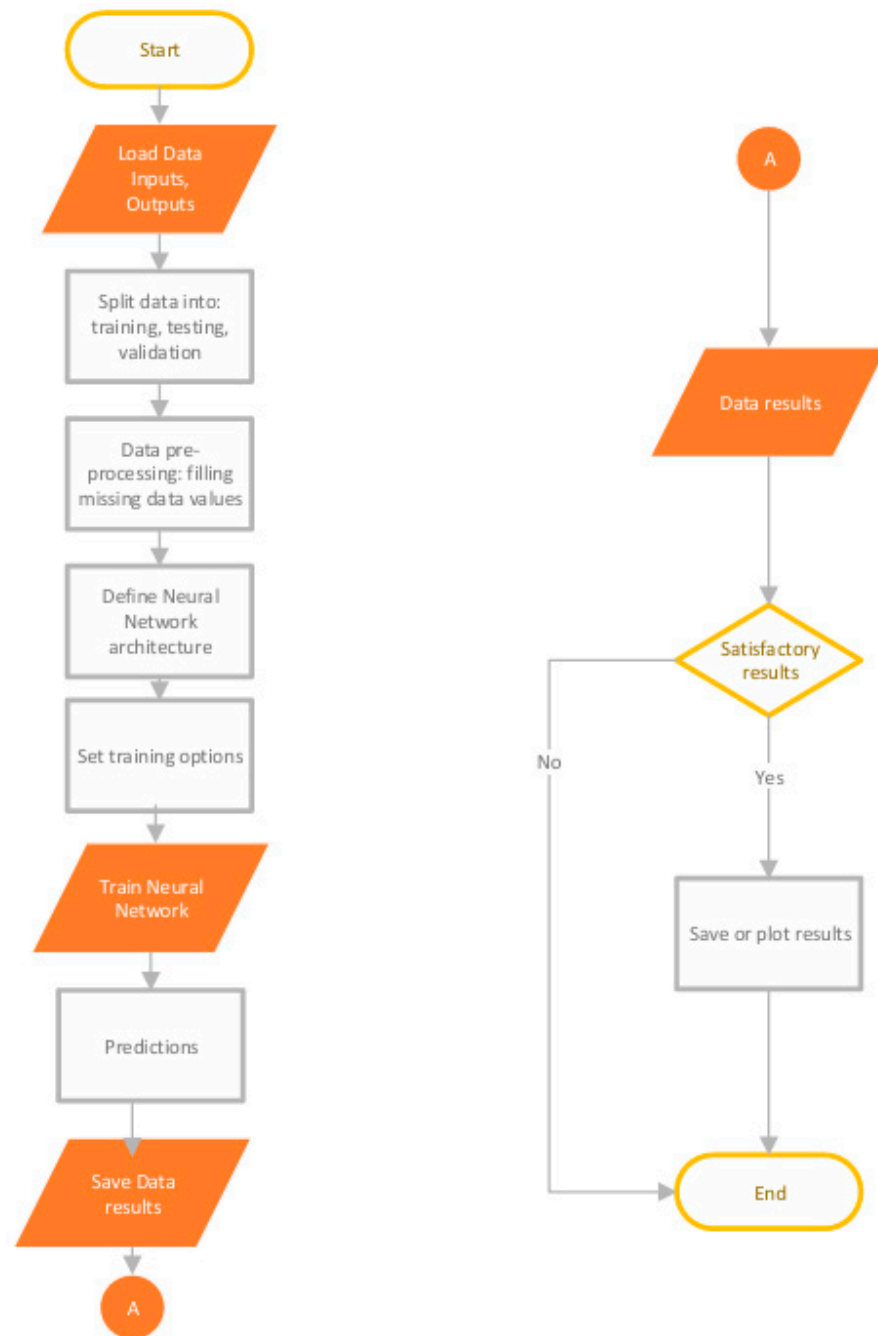 Start
Load Data
Inputs,
Outputs
Split data into:
training, testing,
validation
Data pre-
processing: filling
missing data values
Define Neural
Network
architecture
Set training options
Train Neural
Network
Predictions
Save Data
results
A
A
Data results
Satisfactory
results
No
Yes
Save or plot results
End